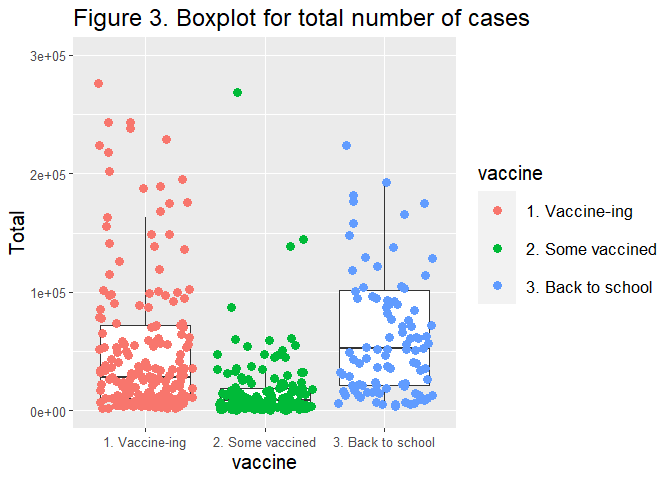 Figure 3. Boxplot for total number of cases
3e+05
2e+05
1e+05
0e+00
Total
1. Vaccine-ing
2. Some vaccined
3. Back to school
vaccine
vaccine
1. Vaccine-ing
2. Some vaccined
3. Back to school